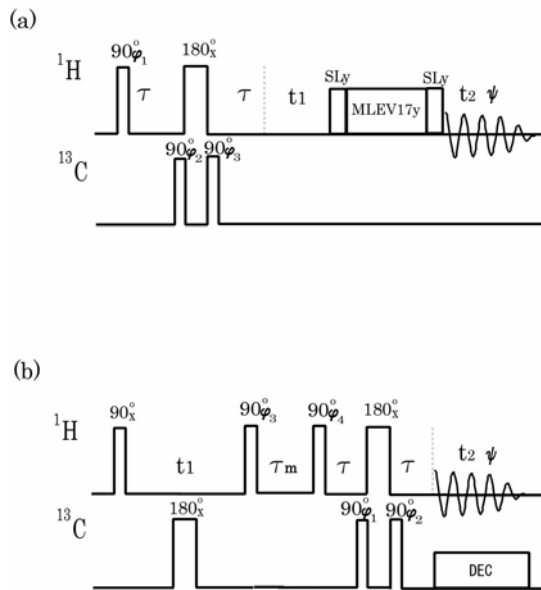 (a)
90°φ1 180°x
¹H τ τ t1 SLy MLEV17y SLy t2 ψ
90°φ2 90°φ3
¹³C
(b)
90°x 90°φ3 90°φ4 180°x
¹H t1 τm τ τ t2 ψ
180°x 90°φ1 90°φ2
¹³C DEC